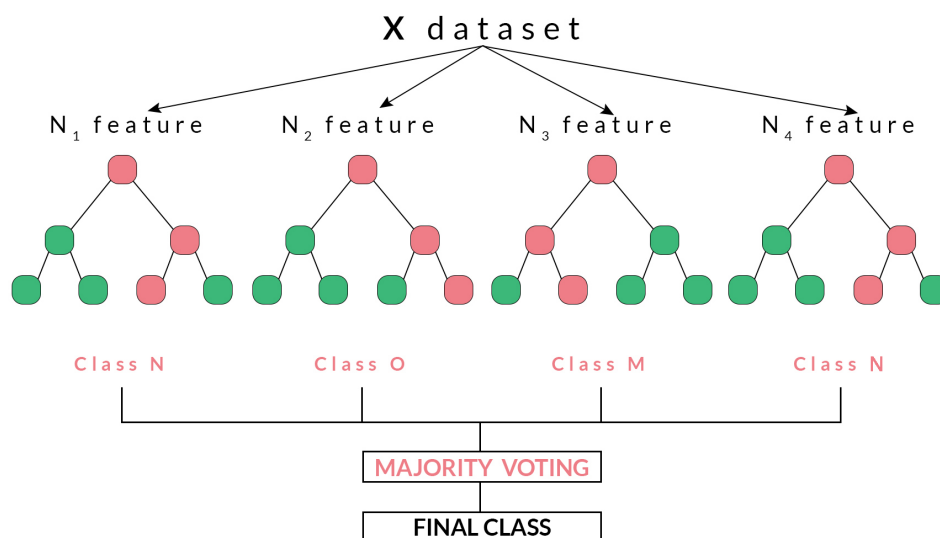 X dataset
N₁ feature N₂ feature N₃ feature N₄ feature
Class N Class O Class M Class N
MAJORITY VOTING
FINAL CLASS